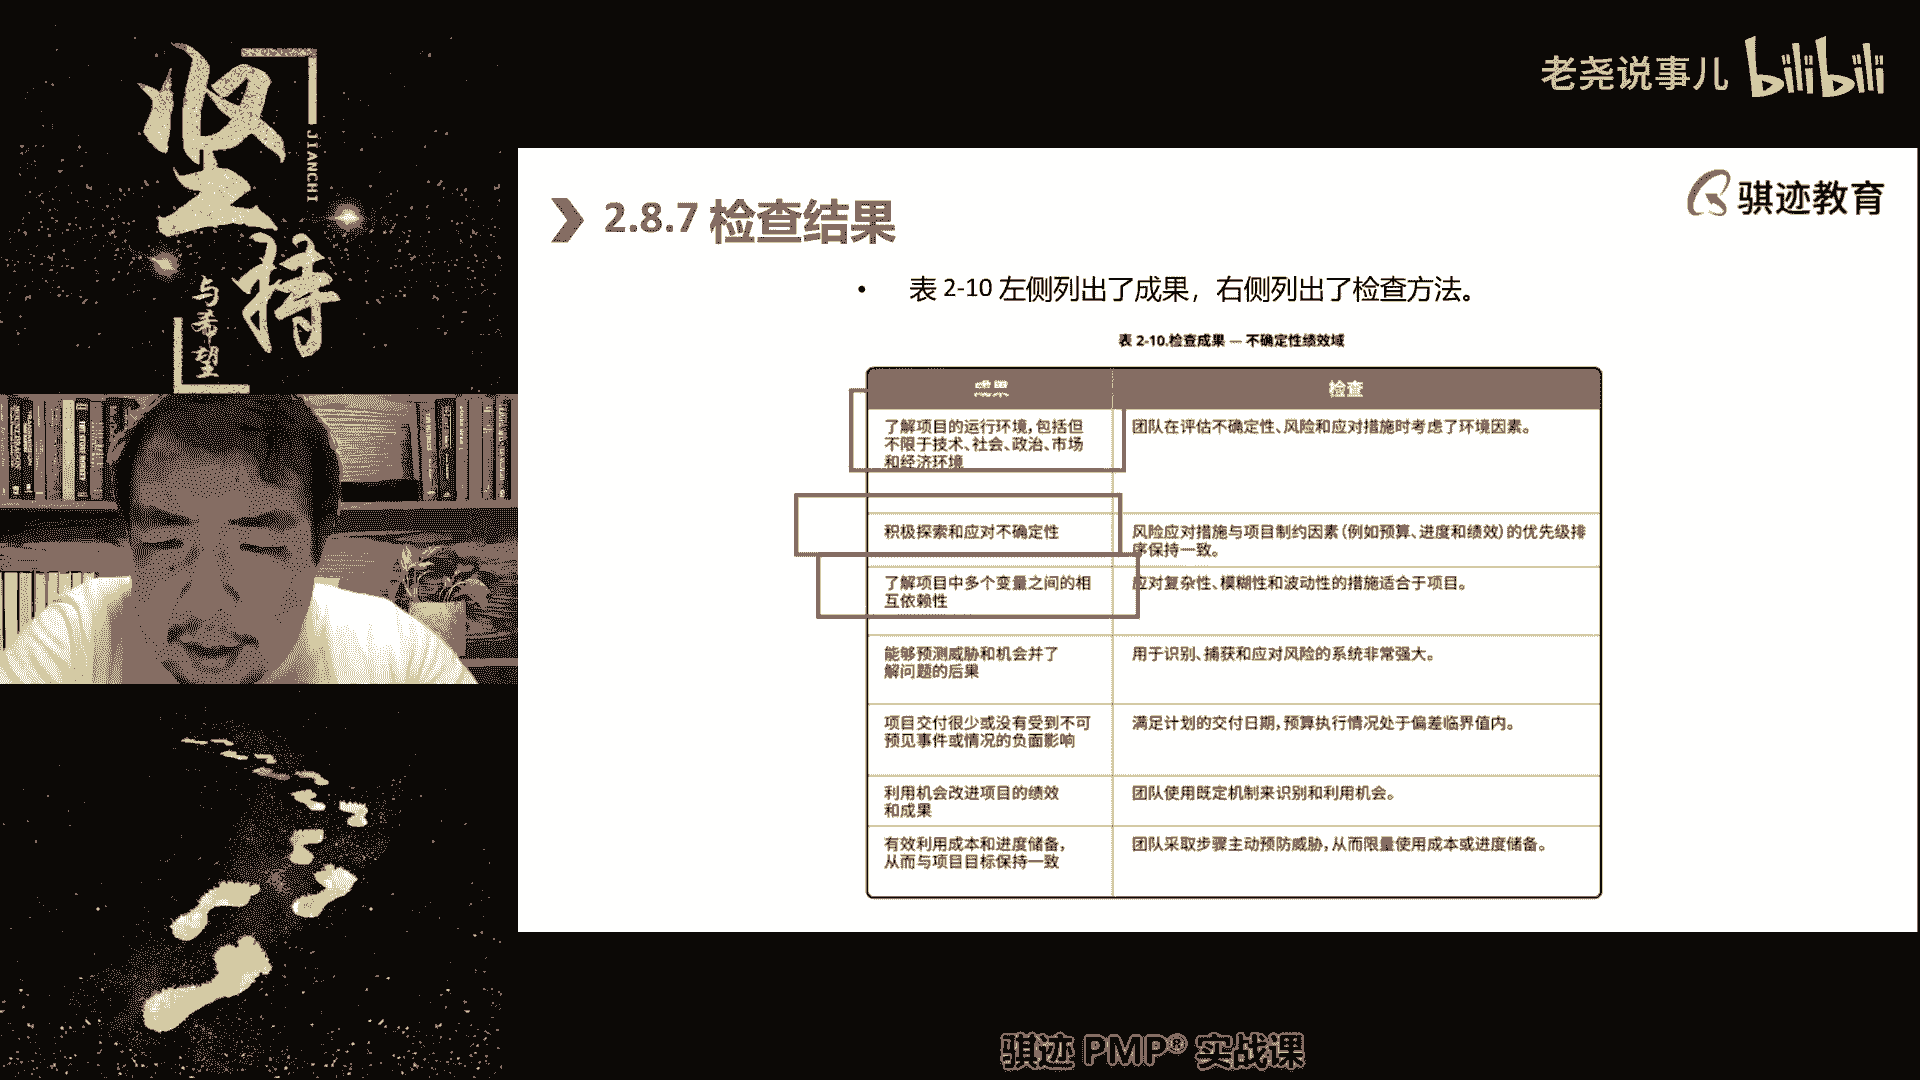 坚持
JIANCHI
与希望
老尧说事儿 bilibili
骐迹教育
2.8.7 检查结果
• 表 2-10 左侧列出了成果，右侧列出了检查方法。
表 2-10.检查成果 — 不确定性绩效域
成果 检查
了解项目的运行环境，包括但
不限于技术、社会、政治、市场
和经济环境
团队在评估不确定性、风险和应对措施时考虑了环境因素。
积极探索和应对不确定性
风险应对措施与项目制约因素（例如预算、进度和绩效）的优先级排
序保持一致。
了解项目中多个变量之间的相
互依赖性
应对复杂性、模糊性和波动性的措施适合于项目。
能够预测威胁和机会并了
解问题的后果
用于识别、捕获和应对风险的系统非常强大。
项目交付很少或没有受到不可
预见事件或情况的负面影响
满足计划的交付日期，预算执行情况处于偏差临界值内。
利用机会改进项目的绩效
和成果
团队使用既定机制来识别和利用机会。
有效利用成本和进度储备，
从而与项目目标保持一致
团队采取步骤主动预防威胁，从而限量使用成本或进度储备。
骐迹 PMP® 实战课